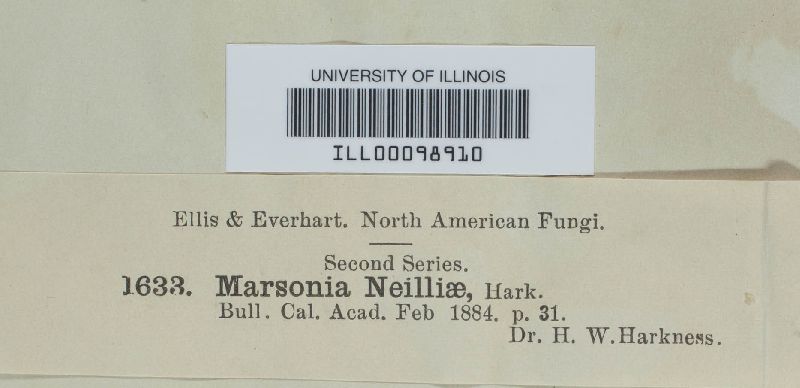 UNIVERSITY OF ILLINOIS
ILL00098910
Ellis & Everhart. North American Fungi.
Second Series.
1633. Marsonia Neilliæ, Hark.
Bull. Cal. Acad. Feb 1884. p. 31.
Dr. H. W. Harkness.